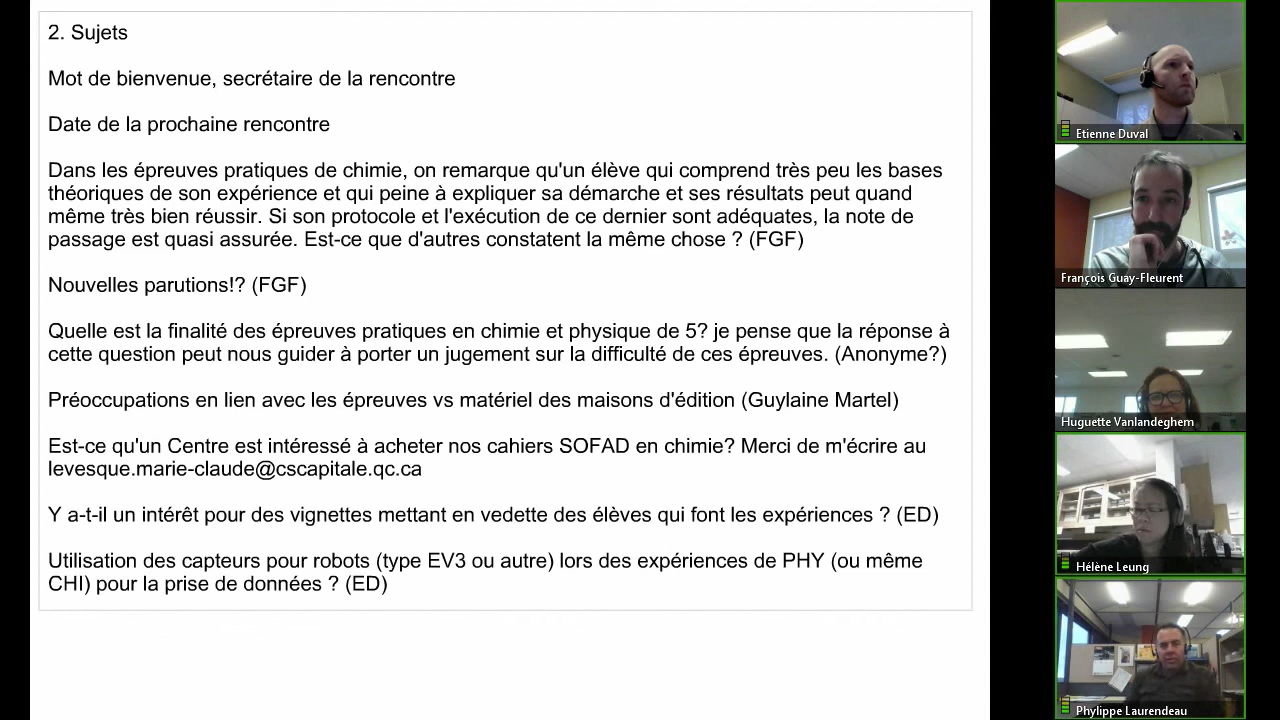 2. Sujets
Mot de bienvenue, secrétaire de la rencontre
Date de la prochaine rencontre
Dans les épreuves pratiques de chimie, on remarque qu'un élève qui comprend très peu les bases
théoriques de son expérience et qui peine à expliquer sa démarche et ses résultats peut quand
même très bien réussir. Si son protocole et l'exécution de ce dernier sont adéquates, la note de
passage est quasi assurée. Est-ce que d'autres constatent la même chose ? (FGF)
Nouvelles parutions!? (FGF)
Quelle est la finalité des épreuves pratiques en chimie et physique de 5? je pense que la réponse à
cette question peut nous guider à porter un jugement sur la difficulté de ces épreuves. (Anonyme?)
Préoccupations en lien avec les épreuves vs matériel des maisons d'édition (Guylaine Martel)
Est-ce qu'un Centre est intéressé à acheter nos cahiers SOFAD en chimie? Merci de m'écrire au
levesque.marie-claude@cscapitale.qc.ca
Y a-t-il un intérêt pour des vignettes mettant en vedette des élèves qui font les expériences ? (ED)
Utilisation des capteurs pour robots (type EV3 ou autre) lors des expériences de PHY (ou même
CHI) pour la prise de données ? (ED)
Etienne Duval
François Guay-Fleurent
Huguette Vanlandeghem
Hélène Leung
Phylippe Laurendeau